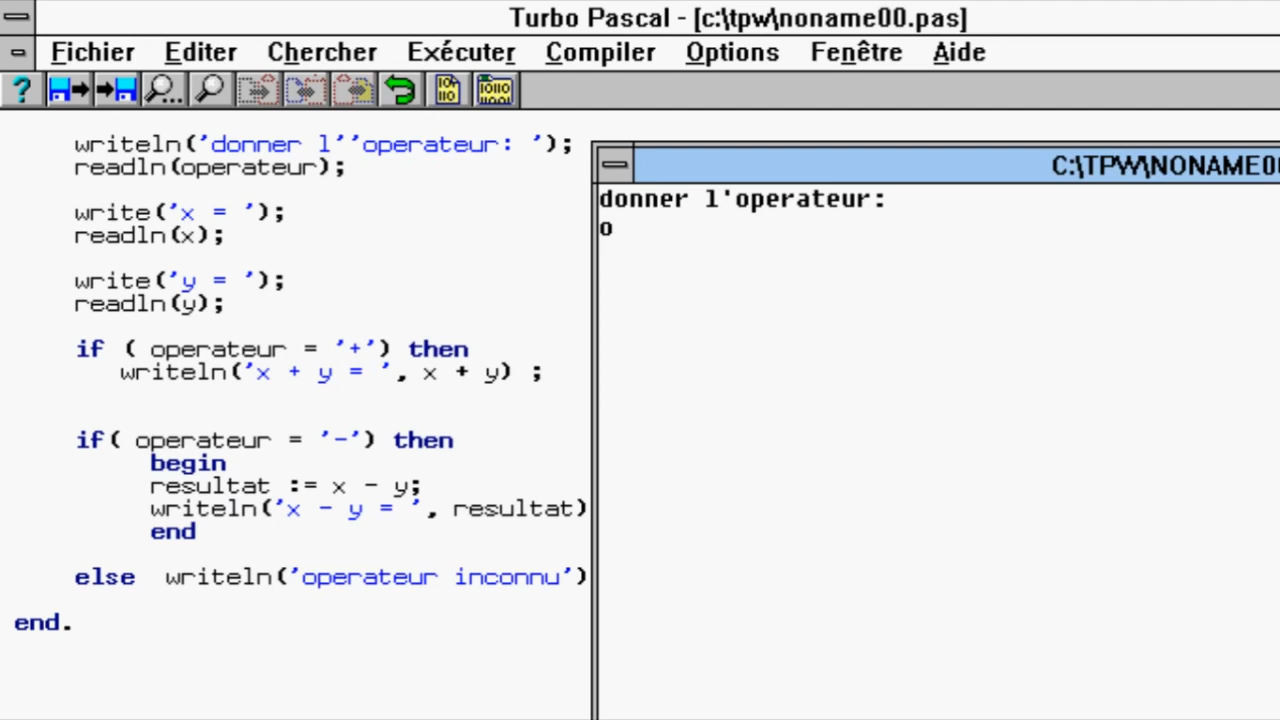 Turbo Pascal - [c:\tpw\noname00.pas]
Fichier Editer Chercher Exécuter Compiler Options Fenêtre Aide
writeln('donner l''operateur: ');
readln(operateur);
write('x = ');
readln(x);
write('y = ');
readln(y);
if ( operateur = '+') then
writeln('x + y = ', x + y) ;
if( operateur = '-') then
begin
resultat := x - y;
writeln('x - y = ', resultat)
end
else writeln('operateur inconnu')
end.
C:\TPW\NONAME00
donner l'operateur:
o